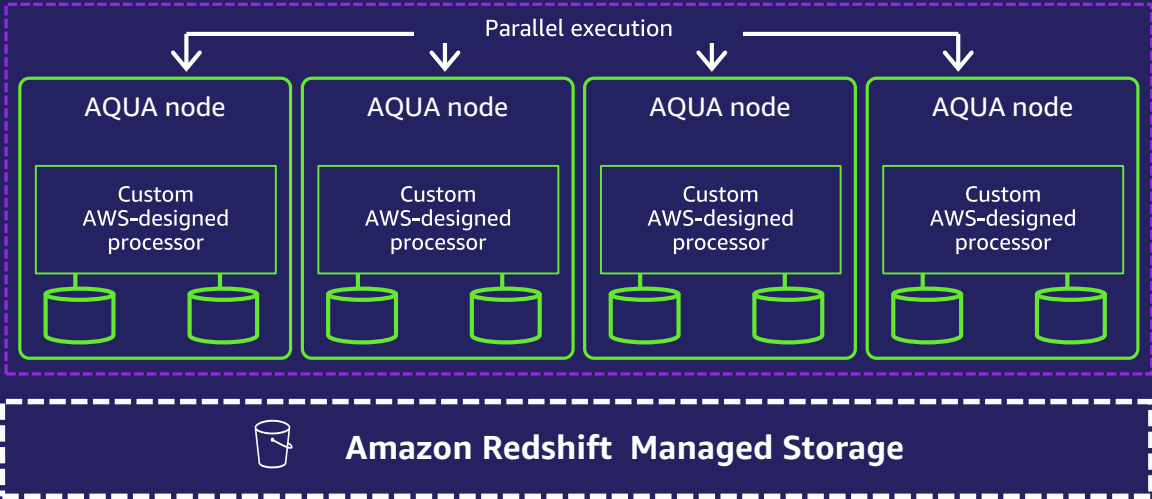 Parallel execution
AQUA node
AQUA node
AQUA node
AQUA node
Custom
AWS-designed
processor
Custom
AWS-designed
processor
Custom
AWS-designed
processor
Custom
AWS-designed
processor
Amazon Redshift Managed Storage